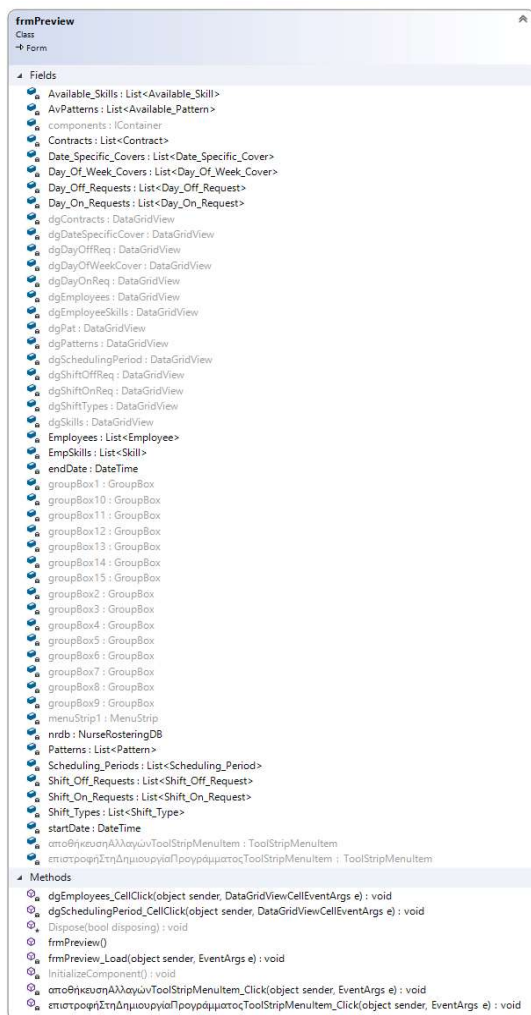 frmPreview
Class
Form
Fields
Available_Skills : List<Available_Skill>
AvPatterns : List<Available_Pattern>
components : IContainer
Contracts : List<Contract>
Date_Specific_Covers : List<Date_Specific_Cover>
Day_Of_Week_Covers : List<Day_Of_Week_Cover>
Day_Off_Requests : List<Day_Off_Request>
Day_On_Requests : List<Day_On_Request>
dgContracts : DataGridView
dgDateSpecificCover : DataGridView
dgDayOffReq : DataGridView
dgDayOfWeekCover : DataGridView
dgDayOnReq : DataGridView
dgEmployees : DataGridView
dgEmployeeSkills : DataGridView
dgPat : DataGridView
dgPatterns : DataGridView
dgSchedulingPeriod : DataGridView
dgShiftOffReq : DataGridView
dgShiftOnReq : DataGridView
dgShiftTypes : DataGridView
dgSkills : DataGridView
Employees : List<Employee>
EmpSkills : List<Skill>
endDate : DateTime
groupBox1 : GroupBox
groupBox10 : GroupBox
groupBox11 : GroupBox
groupBox12 : GroupBox
groupBox13 : GroupBox
groupBox14 : GroupBox
groupBox15 : GroupBox
groupBox2 : GroupBox
groupBox3 : GroupBox
groupBox4 : GroupBox
groupBox5 : GroupBox
groupBox6 : GroupBox
groupBox7 : GroupBox
groupBox8 : GroupBox
groupBox9 : GroupBox
menuStrip1 : MenuStrip
nrdb : NurseRosteringDB
Patterns : List<Pattern>
Scheduling_Periods : List<Scheduling_Period>
Shift_Off_Requests : List<Shift_Off_Request>
Shift_On_Requests : List<Shift_On_Request>
Shift_Types : List<Shift_Type>
startDate : DateTime
αποθήκευσηΑλλαγώνToolStripMenuItem : ToolStripMenuItem
επιστροφήΣτηΔημιουργίαΠρογράμματοςToolStripMenuItem : ToolStripMenuItem
Methods
dgEmployees_CellClick(object sender, DataGridViewCellEventArgs e) : void
dgSchedulingPeriod_CellClick(object sender, DataGridViewCellEventArgs e) : void
Dispose(bool disposing) : void
frmPreview()
frmPreview_Load(object sender, EventArgs e) : void
InitializeComponent() : void
αποθήκευσηΑλλαγώνToolStripMenuItem_Click(object sender, EventArgs e) : void
επιστροφήΣτηΔημιουργίαΠρογράμματοςToolStripMenuItem_Click(object sender, EventArgs e) : void